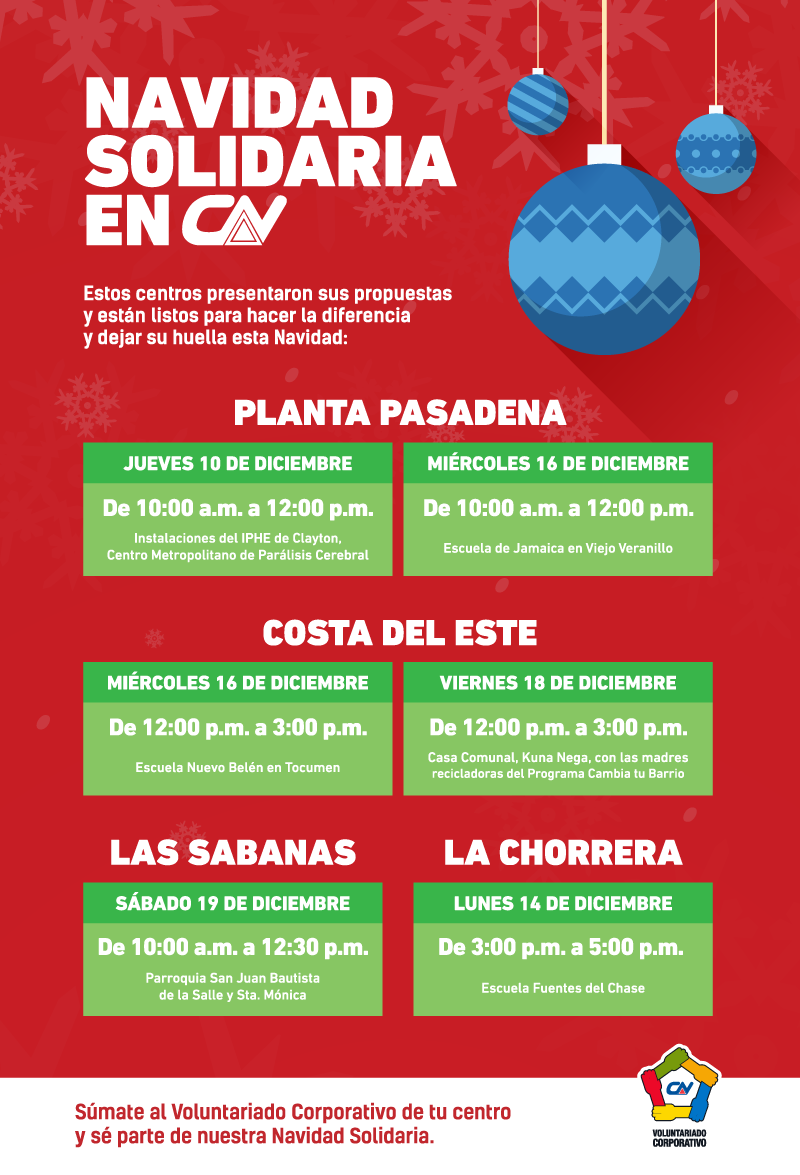 NAVIDAD
SOLIDARIA
EN CN
Estos centros presentaron sus propuestas
y están listos para hacer la diferencia
y dejar su huella esta Navidad:
PLANTA PASADENA
JUEVES 10 DE DICIEMBRE
De 10:00 a.m. a 12:00 p.m.
Instalaciones del IPHE de Clayton,
Centro Metropolitano de Parálisis Cerebral
MIÉRCOLES 16 DE DICIEMBRE
De 10:00 a.m. a 12:00 p.m.
Escuela de Jamaica en Viejo Veranillo
COSTA DEL ESTE
MIÉRCOLES 16 DE DICIEMBRE
De 12:00 p.m. a 3:00 p.m.
Escuela Nuevo Belén en Tocumen
VIERNES 18 DE DICIEMBRE
De 12:00 p.m. a 3:00 p.m.
Casa Comunal, Kuna Nega, con las madres
recicladoras del Programa Cambia tu Barrio
LAS SABANAS
SÁBADO 19 DE DICIEMBRE
De 10:00 a.m. a 12:30 p.m.
Parroquia San Juan Bautista
de la Salle y Sta. Mónica
LA CHORRERA
LUNES 14 DE DICIEMBRE
De 3:00 p.m. a 5:00 p.m.
Escuela Fuentes del Chase
Súmate al Voluntariado Corporativo de tu centro
y sé parte de nuestra Navidad Solidaria.
CN
VOLUNTARIADO
CORPORATIVO